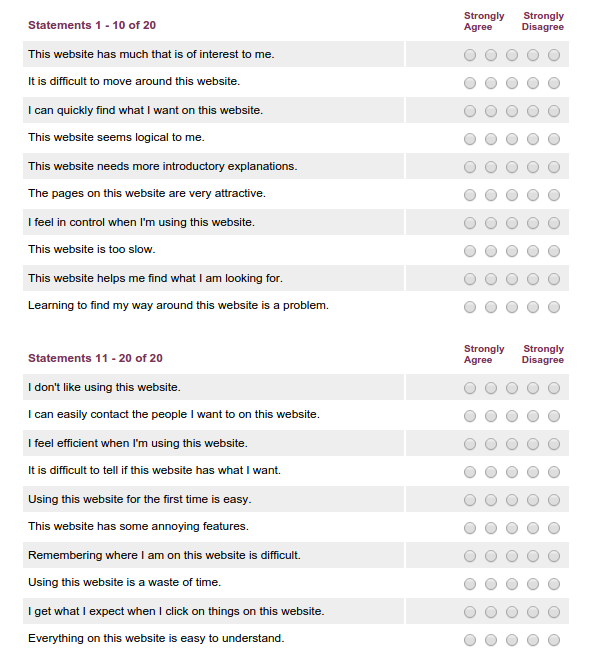 Statements 1 - 10 of 20
Strongly Agree
Strongly Disagree
This website has much that is of interest to me.
It is difficult to move around this website.
I can quickly find what I want on this website.
This website seems logical to me.
This website needs more introductory explanations.
The pages on this website are very attractive.
I feel in control when I'm using this website.
This website is too slow.
This website helps me find what I am looking for.
Learning to find my way around this website is a problem.
Statements 11 - 20 of 20
Strongly Agree
Strongly Disagree
I don't like using this website.
I can easily contact the people I want to on this website.
I feel efficient when I'm using this website.
It is difficult to tell if this website has what I want.
Using this website for the first time is easy.
This website has some annoying features.
Remembering where I am on this website is difficult.
Using this website is a waste of time.
I get what I expect when I click on things on this website.
Everything on this website is easy to understand.